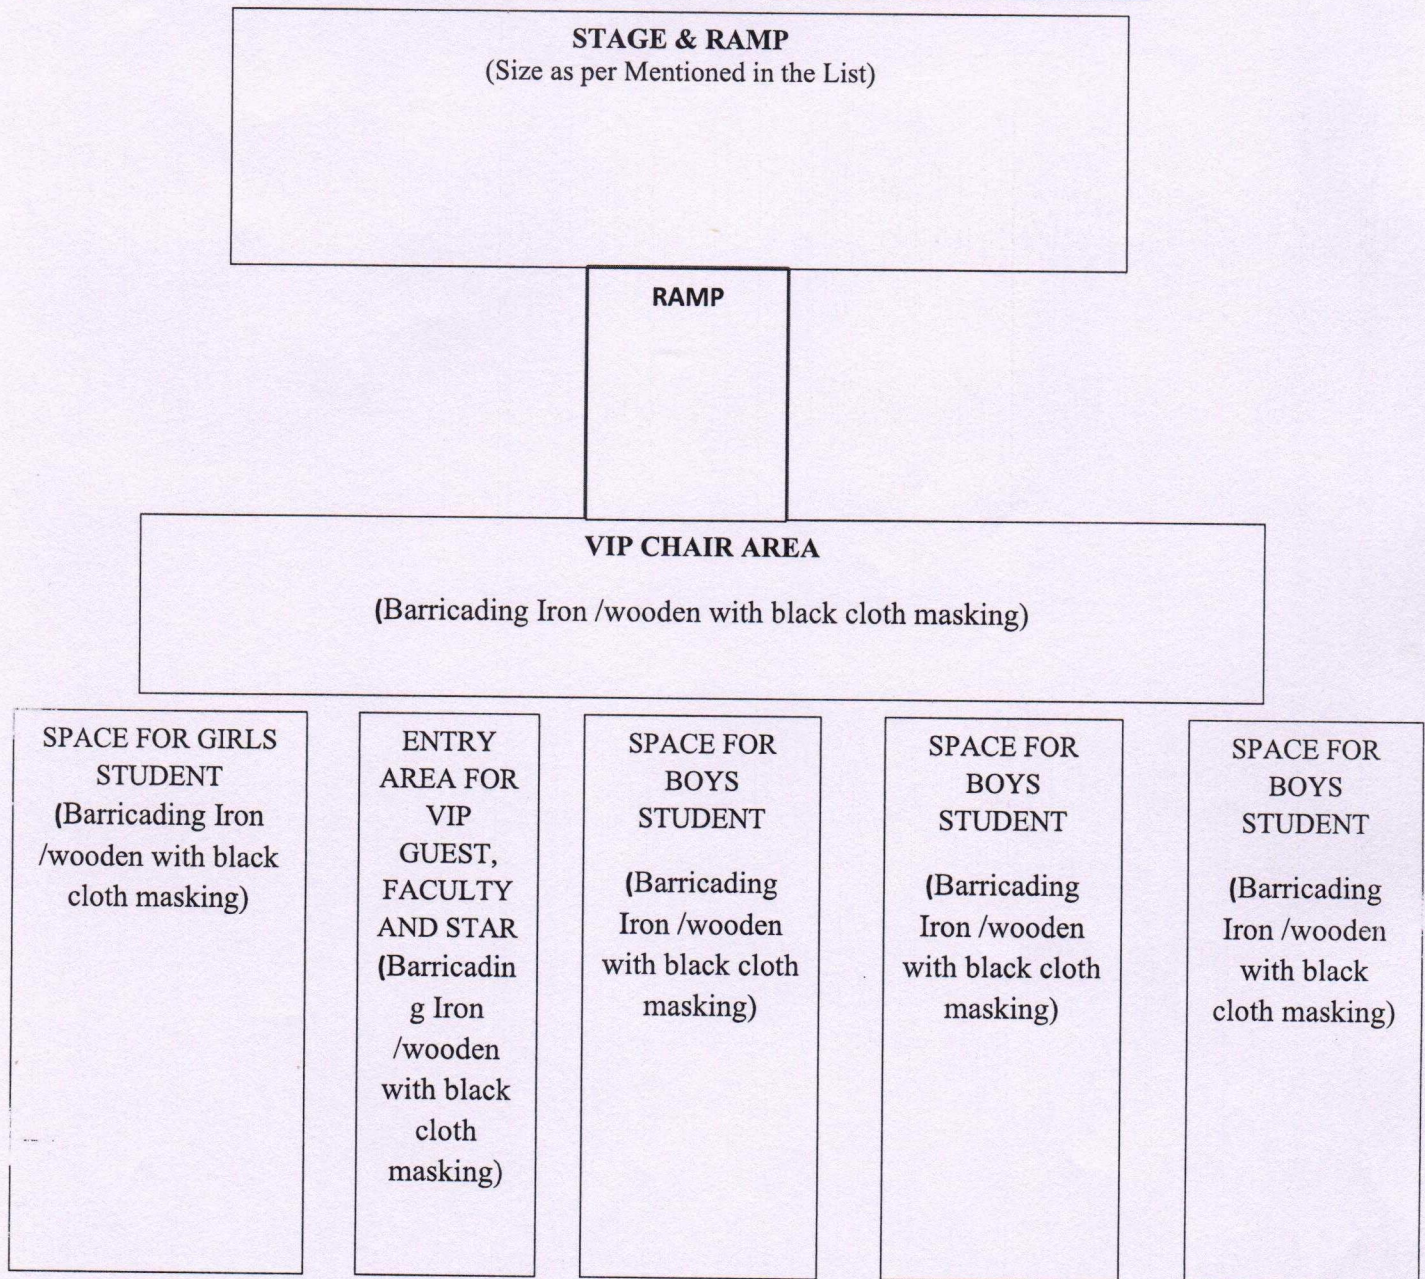 STAGE & RAMP
(Size as per Mentioned in the List)
RAMP
VIP CHAIR AREA
(Barricading Iron /wooden with black cloth masking)
SPACE FOR GIRLS
STUDENT
(Barricading Iron
/wooden with black
cloth masking)
ENTRY
AREA FOR
VIP
GUEST,
FACULTY
AND STAR
(Barricadin
g Iron
/wooden
with black
cloth
masking)
SPACE FOR
BOYS
STUDENT
(Barricading
Iron /wooden
with black cloth
masking)
SPACE FOR
BOYS
STUDENT
(Barricading
Iron /wooden
with black cloth
masking)
SPACE FOR
BOYS
STUDENT
(Barricading
Iron /wooden
with black
cloth masking)